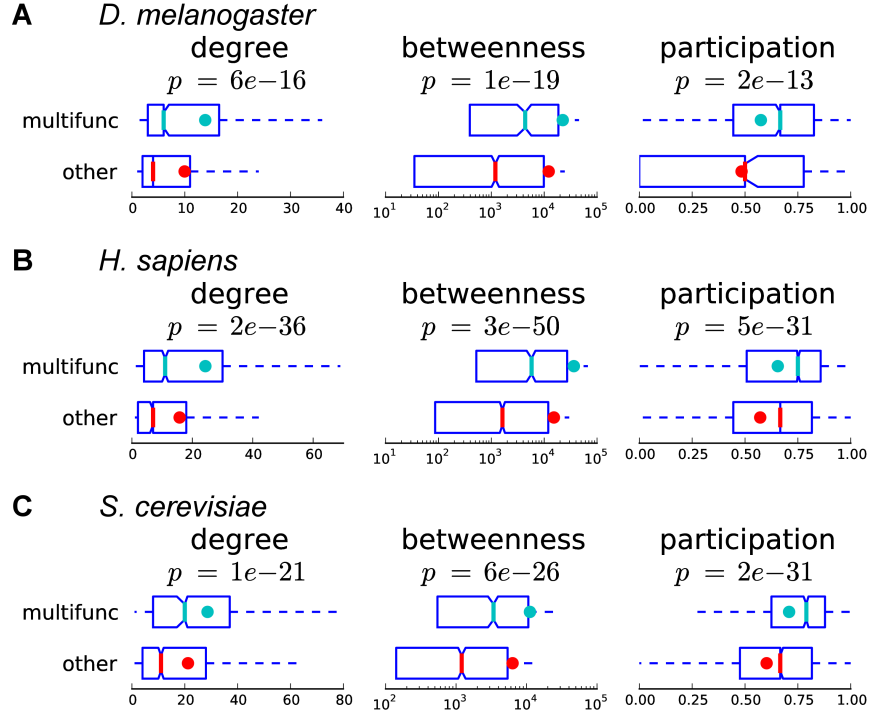 A D. melanogaster
degree betweenness participation
p = 6e−16 p = 1e−19 p = 2e−13
multifunc
other
0 10 20 30 40 10^1 10^2 10^3 10^4 10^5 0.00 0.25 0.50 0.75 1.00
B H. sapiens
degree betweenness participation
p = 2e−36 p = 3e−50 p = 5e−31
multifunc
other
0 20 40 60 10^1 10^2 10^3 10^4 10^5 0.00 0.25 0.50 0.75 1.00
C S. cerevisiae
degree betweenness participation
p = 1e−21 p = 6e−26 p = 2e−31
multifunc
other
0 20 40 60 80 10^2 10^3 10^4 10^5 0.00 0.25 0.50 0.75 1.00